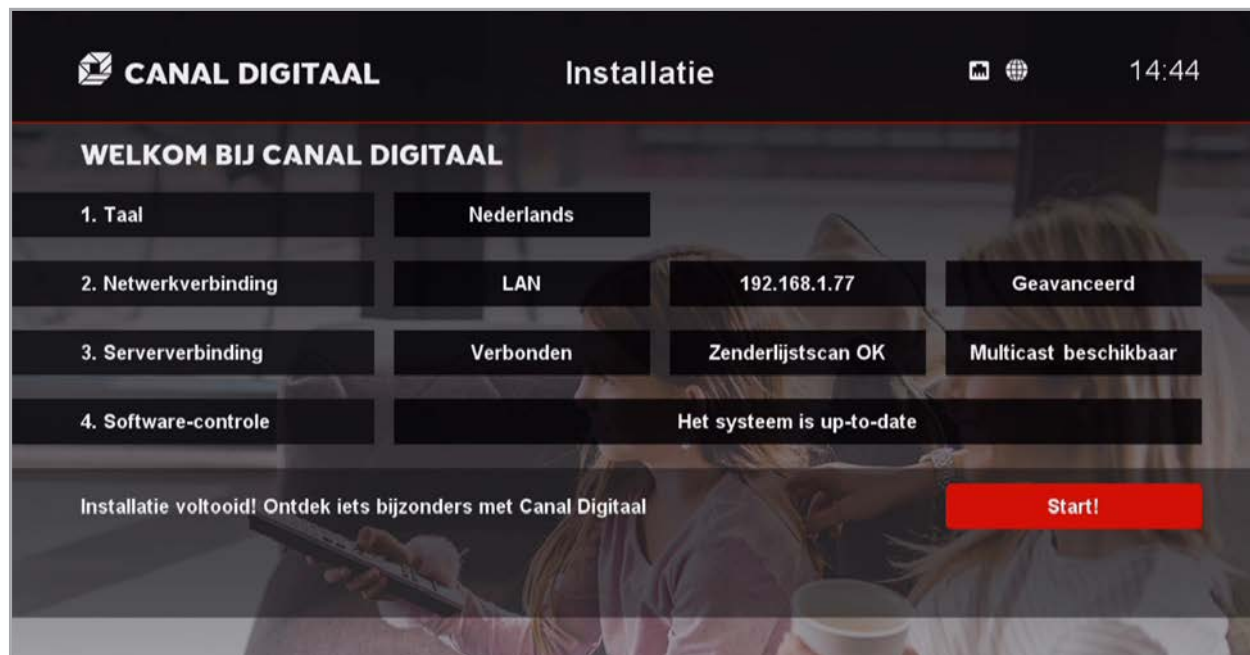 CANAL DIGITAAL Installatie 14:44
WELKOM BIJ CANAL DIGITAAL
1. Taal Nederlands
2. Netwerkverbinding LAN 192.168.1.77 Geavanceerd
3. Serververbinding Verbonden Zenderlijstscan OK Multicast beschikbaar
4. Software-controle Het systeem is up-to-date
Installatie voltooid! Ontdek iets bijzonders met Canal Digitaal Start!